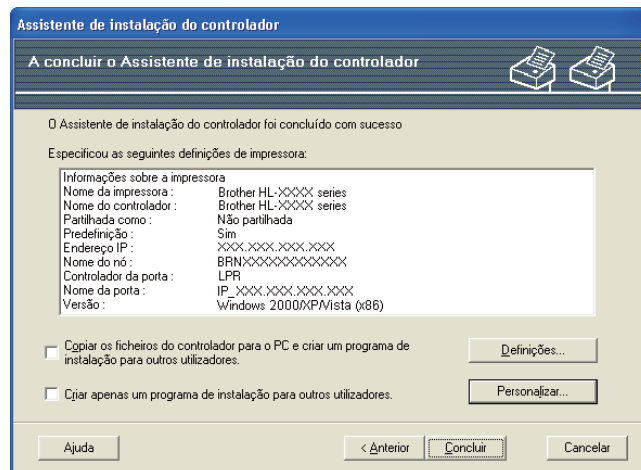 Assistente de instalação do controlador
A concluir o Assistente de instalação do controlador
O Assistente de instalação do controlador foi concluído com sucesso
Especificou as seguintes definições de impressora:
Informações sobre a impressora
Nome da impressora : Brother HL-XXXX series
Nome do controlador : Brother HL-XXXX series
Partilhada como : Não partilhada
Predefinição : Sim
Endereço IP : XXX.XXX.XXX.XXX
Nome do nó : BRNXXXXXXXXXXXX
Controlador da porta : LPR
Nome da porta : IP_XXX.XXX.XXX.XXX
Versão : Windows 2000/XP/Vista (x86)
Copiar os ficheiros do controlador para o PC e criar um programa de
instalação para outros utilizadores.
Definições...
Criar apenas um programa de instalação para outros utilizadores.
Personalizar...
Ajuda
< Anterior
Concluir
Cancelar